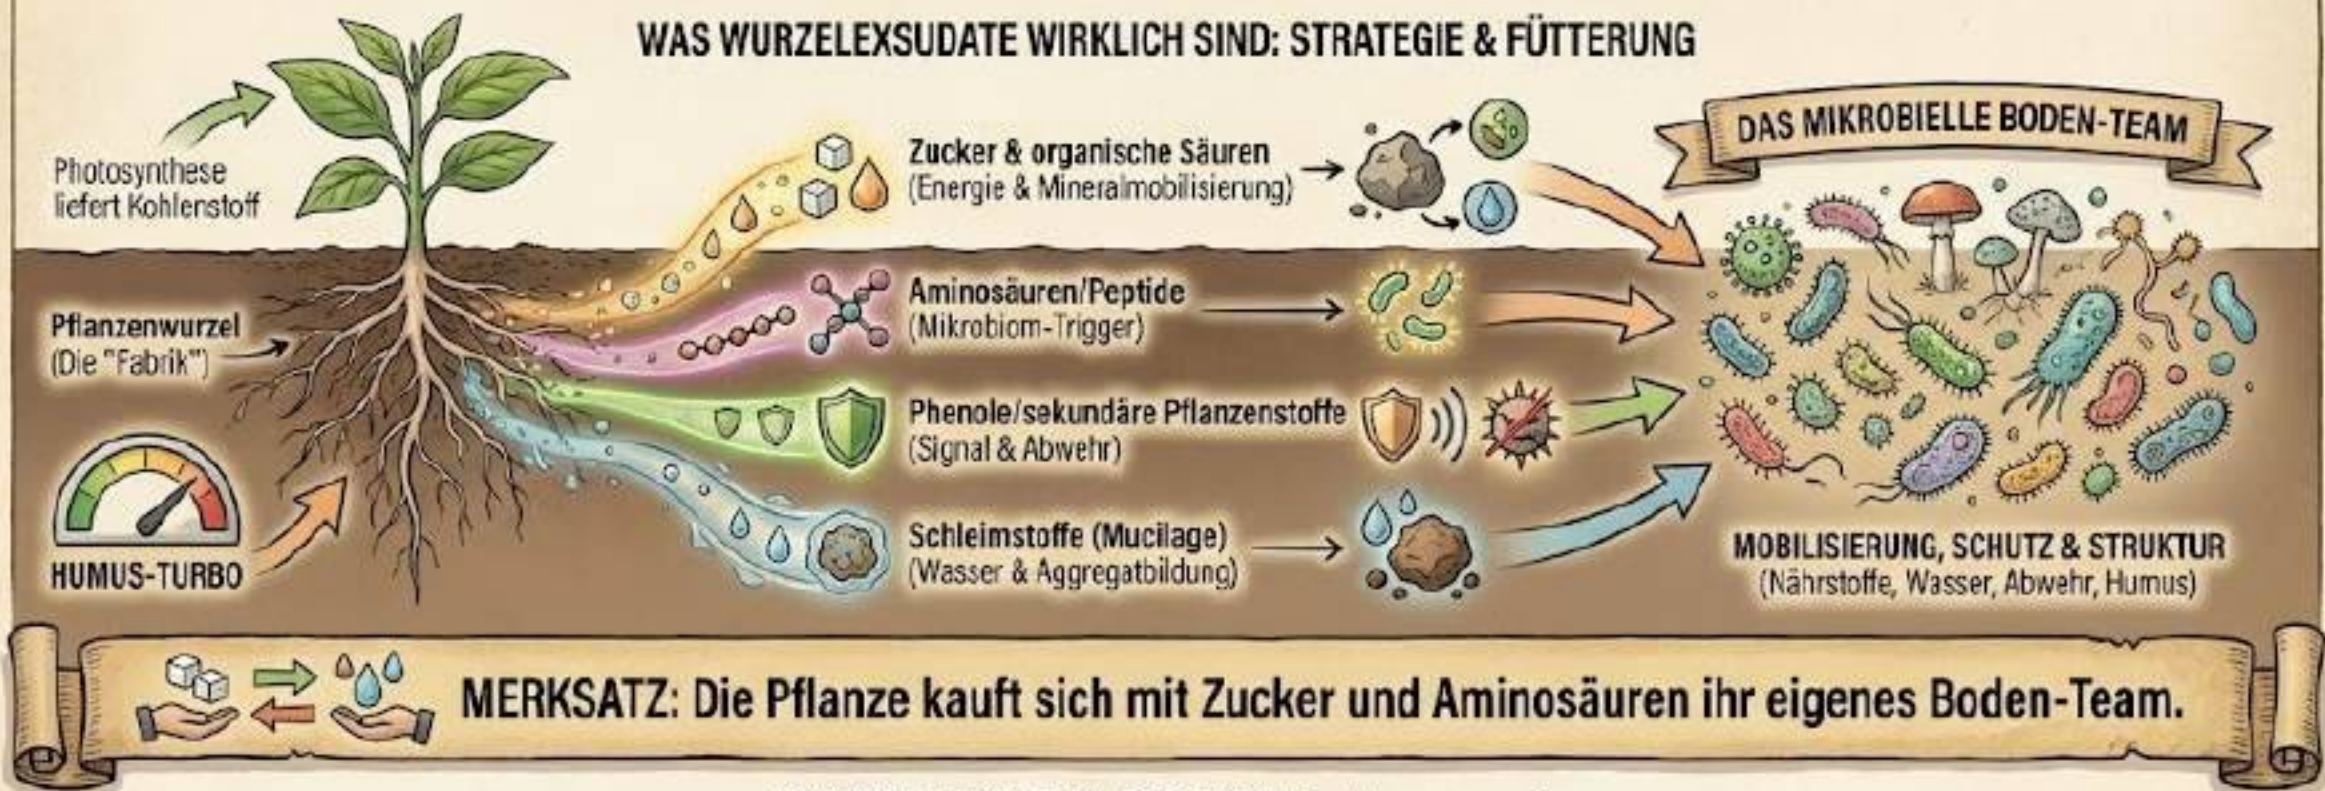 WAS WURZELEXSUDATE WIRKLICH SIND: STRATEGIE & FÜTTERUNG
Photosynthese
liefert Kohlenstoff
Pflanzenwurzel
(Die "Fabrik")
HUMUS-TURBO
Zucker & organische Säuren
(Energie & Mineralmobilisierung)
Aminosäuren/Peptide
(Mikrobiom-Trigger)
Phenole/sekundäre Pflanzenstoffe
(Signal & Abwehr)
Schleimstoffe (Mucilage)
(Wasser & Aggregatbildung)
DAS MIKROBIELLE BODEN-TEAM
MOBILISIERUNG, SCHUTZ & STRUKTUR
(Nährstoffe, Wasser, Abwehr, Humus)
MERKSATZ: Die Pflanze kauft sich mit Zucker und Aminosäuren ihr eigenes Boden-Team.